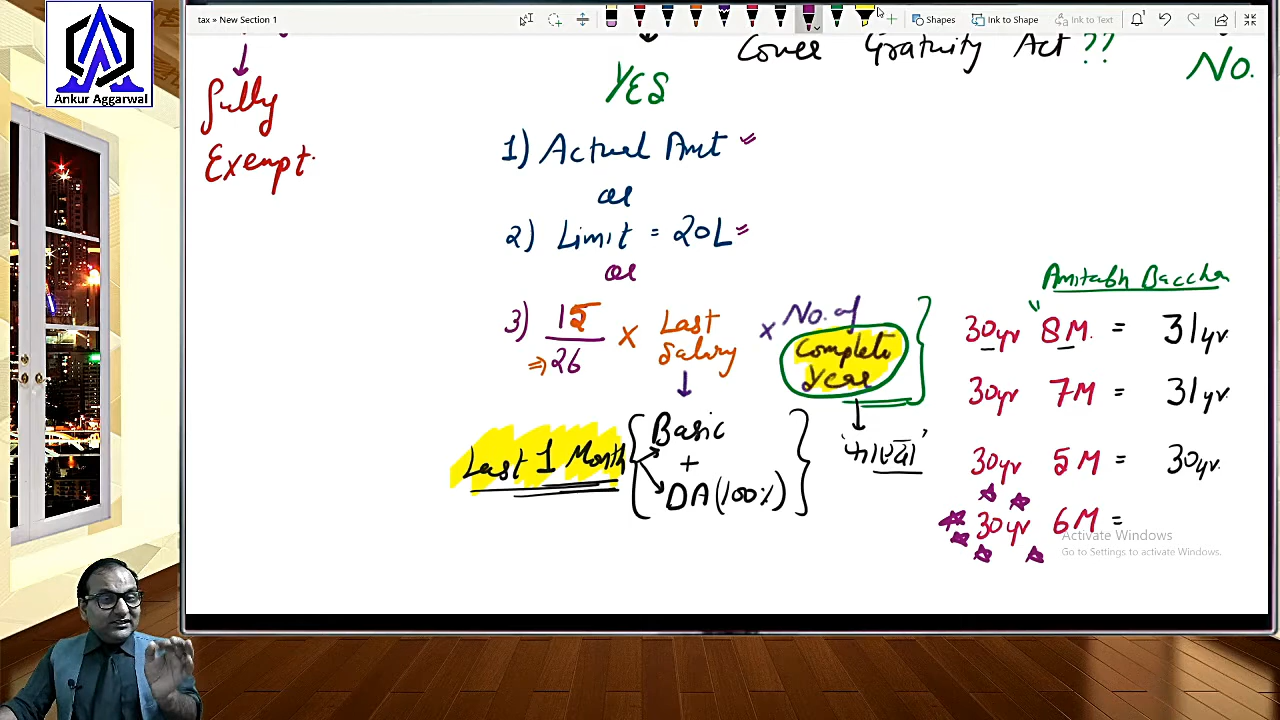 tax » New Section 1
Shapes
Ink to Shape
Ink to Text
Ankur Aggarwal
Cover Gratuity Act ??
YES
No.
fully
Exempt.
1) Actual Amt
or
2) Limit = 20L
or
3) 15/26 × Last Salary × No. of Complete Year
Last 1 Month
Basic
+
DA (100%)
Amitabh Baccha
30yr 8M. = 31yr.
30yr 7M = 31yr.
30yr 5M = 30yr.
30yr 6M =
Activate Windows
Go to Settings to activate Windows.